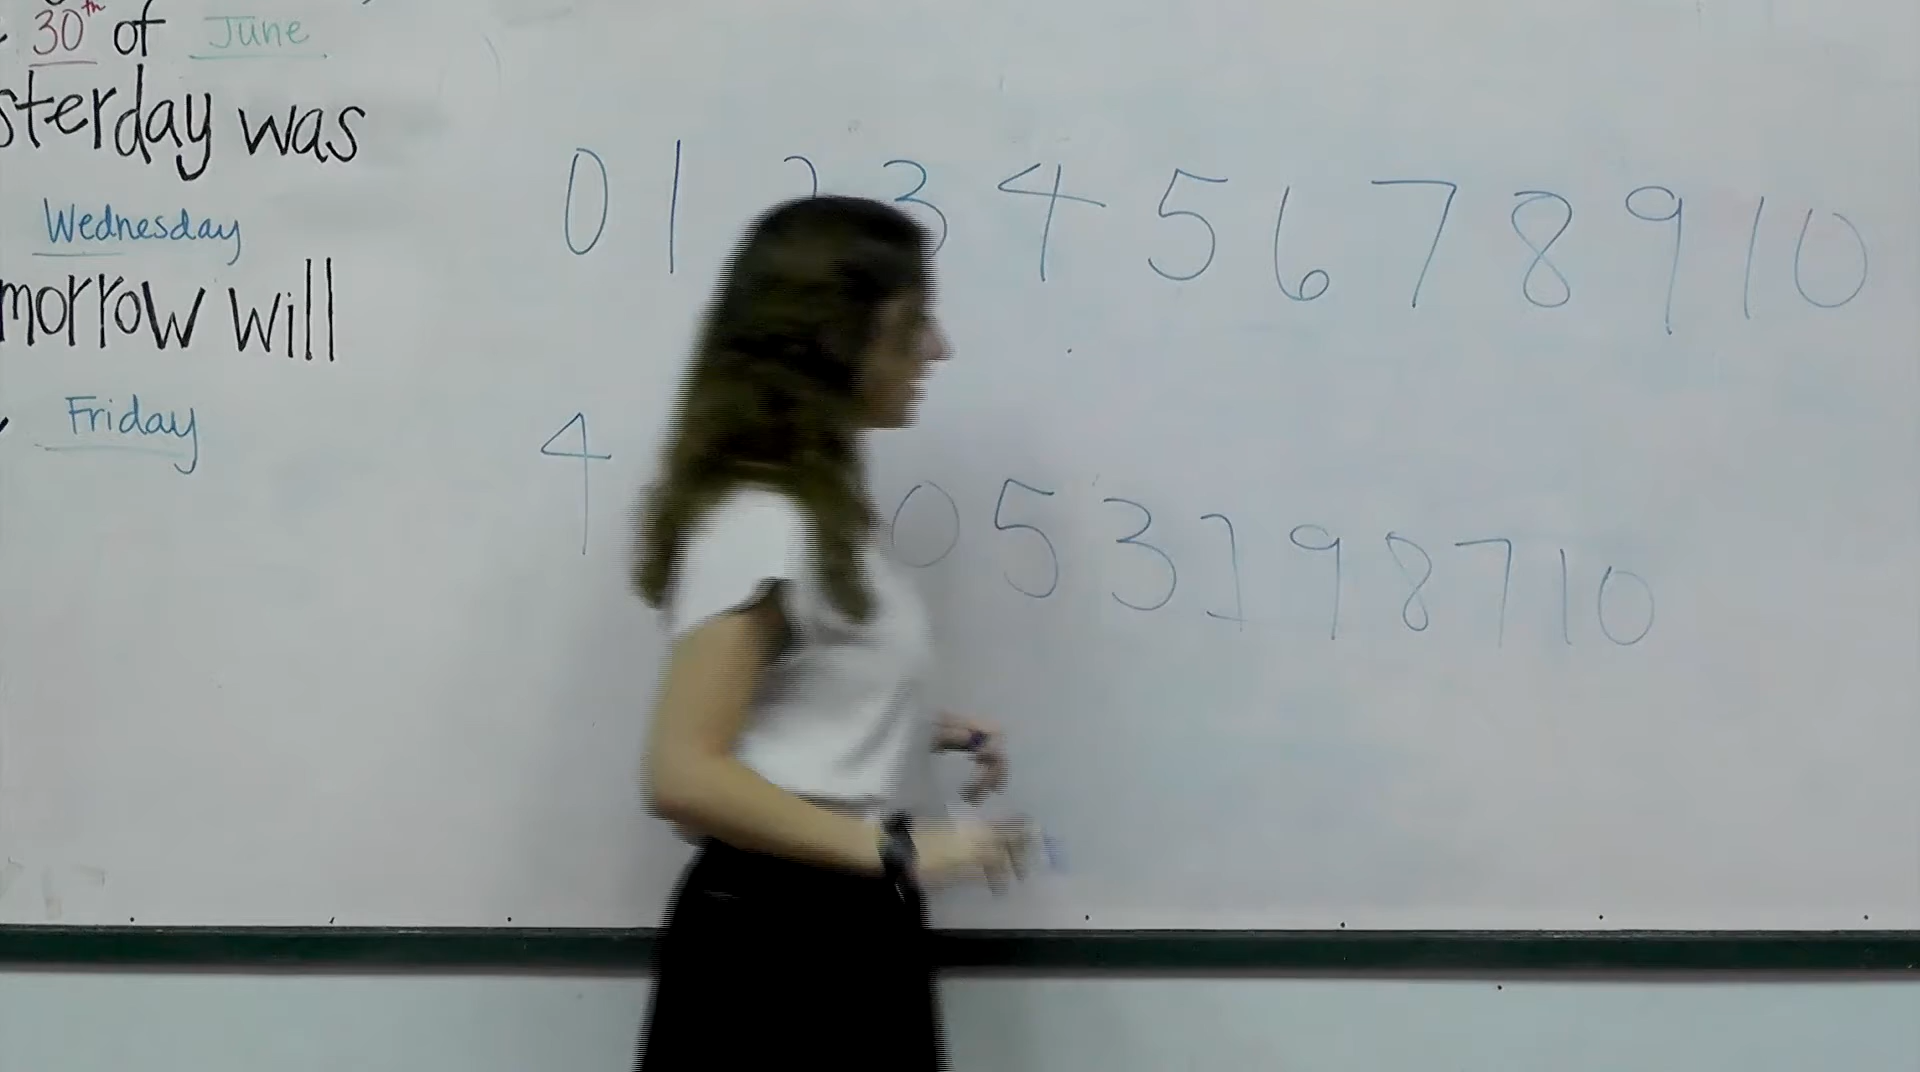 30th of June
sterday was
Wednesday
morrow will
Friday
0 1 2 3 4 5 6 7 8 9 10
4 0 5 3 1 9 8 7 10